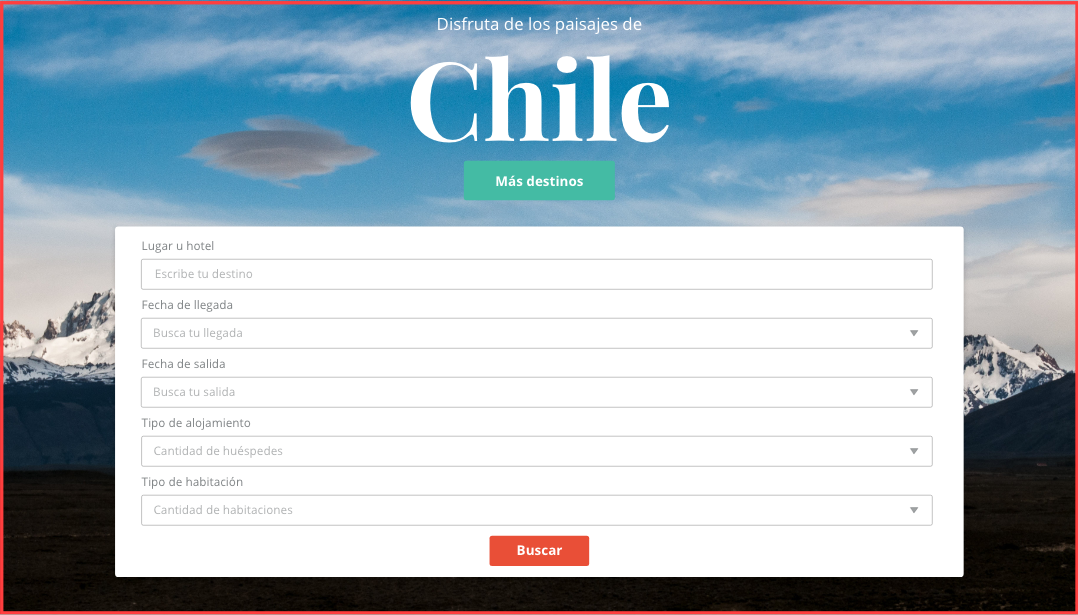 Disfruta de los paisajes de
Chile
Más destinos
Lugar u hotel
Escribe tu destino
Fecha de llegada
Busca tu llegada
Fecha de salida
Busca tu salida
Tipo de alojamiento
Cantidad de huéspedes
Tipo de habitación
Cantidad de habitaciones
Buscar